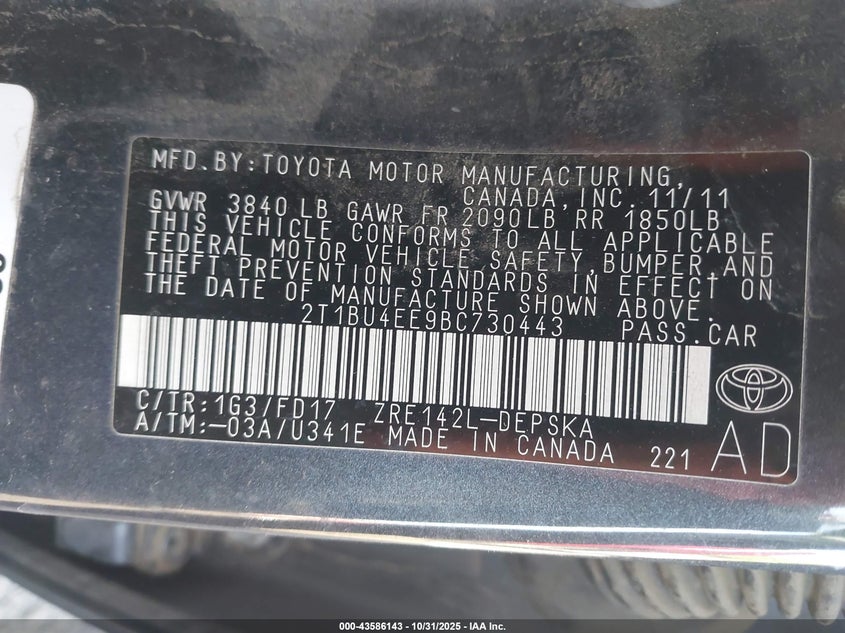 MFD.BY:TOYOTA MOTOR MANUFACTURING,
CANADA,INC. 11/11
GVWR 3840 LB GAWR FR 2090LB RR 1850LB
THIS VEHICLE CONFORMS TO ALL APPLICABLE
FEDERAL MOTOR VEHICLE SAFETY,BUMPER,AND
THEFT PREVENTION STANDARDS IN EFFECT ON
THE DATE OF MANUFACTURE SHOWN ABOVE.
2T1BU4EE9BC730443 PASS.CAR
C/TR:1G3/FD17 ZRE142L-DEPSKA
A/TM:-03A/U341E MADE IN CANADA 221
AD
000-43586143 - 10/31/2025 - IAA Inc.